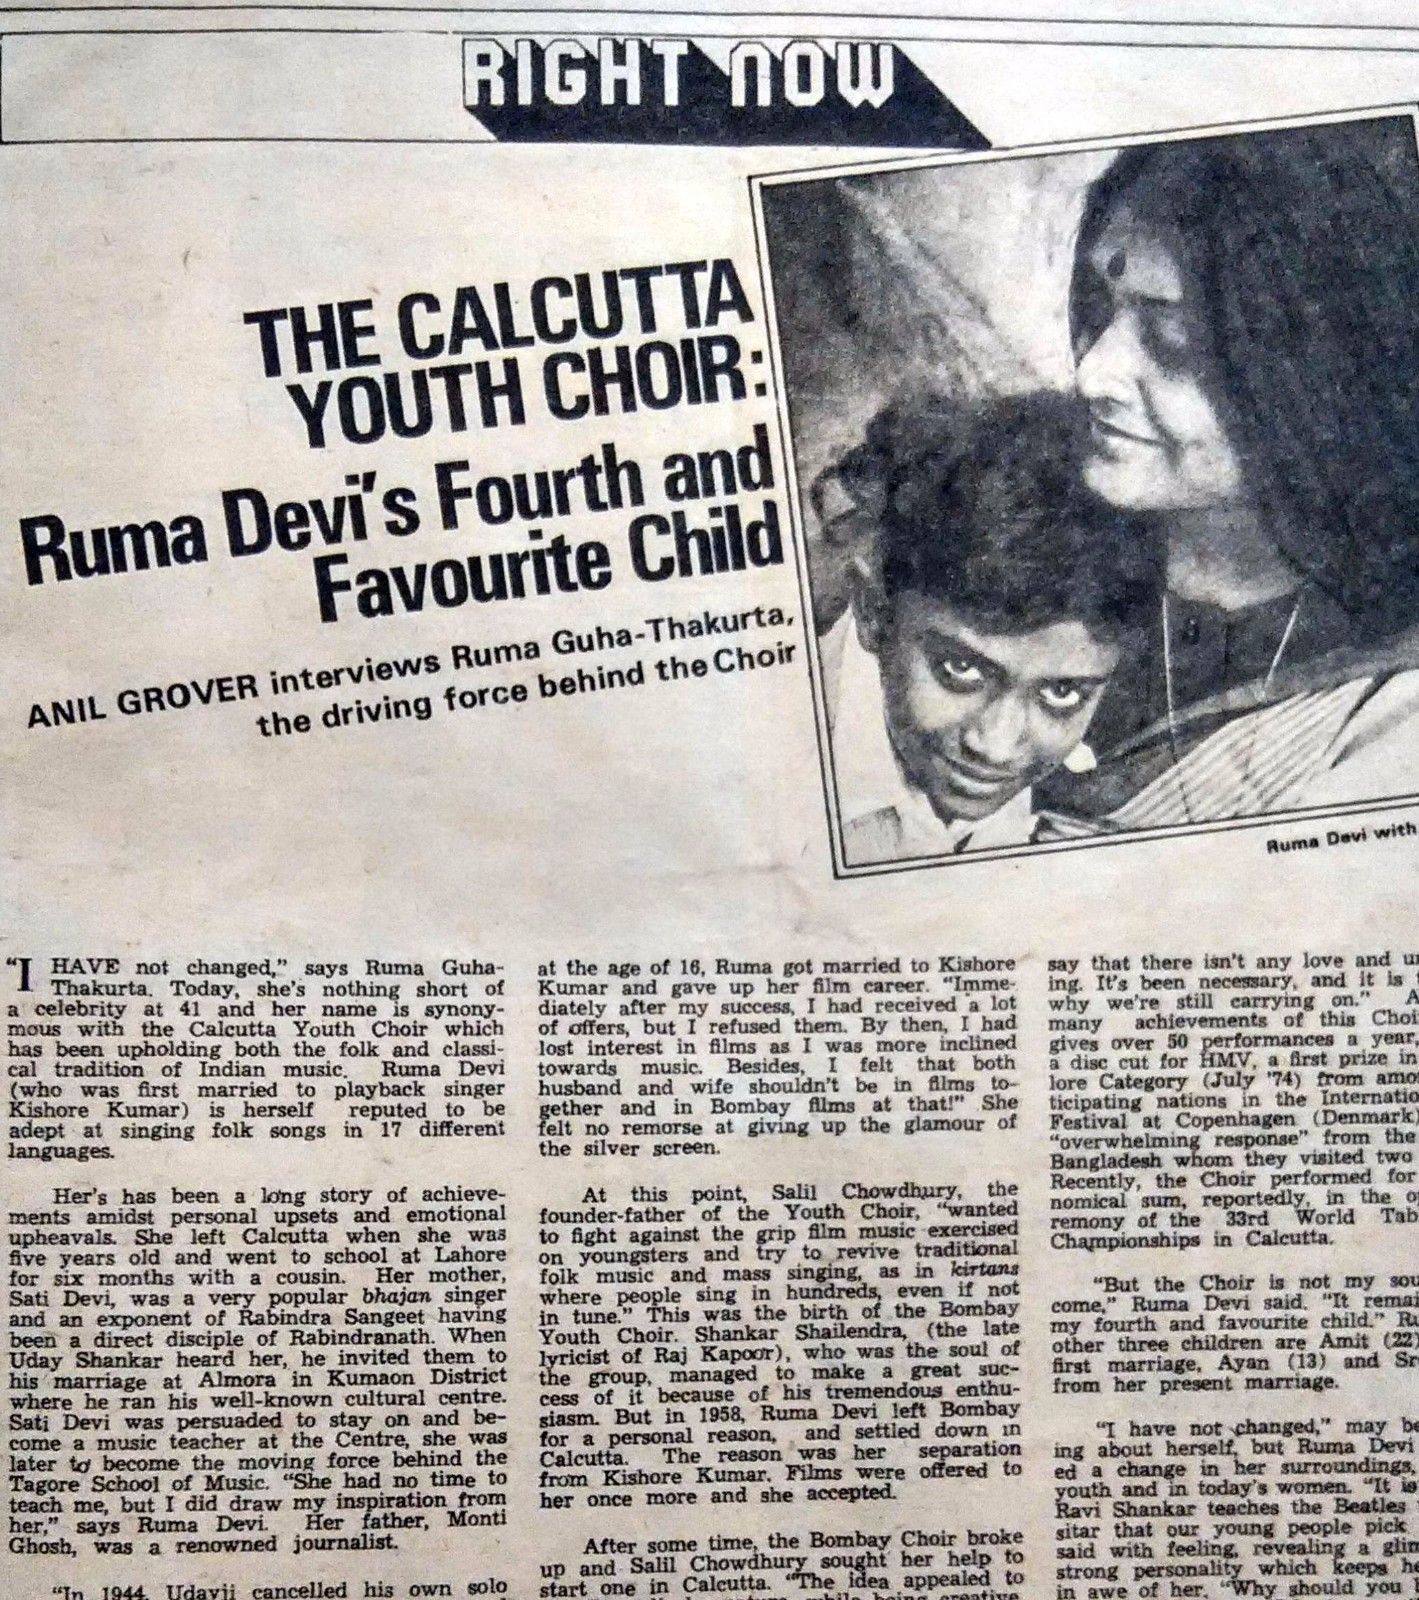 RIGHT NOW
THE CALCUTTA
YOUTH CHOIR:
Ruma Devi's Fourth and
Favourite Child
ANIL GROVER interviews Ruma Guha-Thakurta,
the driving force behind the Choir
Ruma Devi with
"I HAVE not changed," says Ruma Guha-
Thakurta. Today, she's nothing short of
a celebrity at 41 and her name is synony-
mous with the Calcutta Youth Choir which
has been upholding both the folk and classi-
cal tradition of Indian music. Ruma Devi
(who was first married to playback singer
Kishore Kumar) is herself reputed to be
adept at singing folk songs in 17 different
languages.
Her's has been a long story of achieve-
ments amidst personal upsets and emotional
upheavals. She left Calcutta when she was
five years old and went to school at Lahore
for six months with a cousin. Her mother,
Sati Devi, was a very popular bhajan singer
and an exponent of Rabindra Sangeet having
been a direct disciple of Rabindranath. When
Uday Shankar heard her, he invited them to
his marriage at Almora in Kumaon District
where he ran his well-known cultural centre.
Sati Devi was persuaded to stay on and be-
come a music teacher at the Centre, she was
later to become the moving force behind the
Tagore School of Music. "She had no time to
teach me, but I did draw my inspiration from
her," says Ruma Devi. Her father, Monti
Ghosh, was a renowned journalist.
"In 1944, Udayji cancelled his own solo
at the age of 16, Ruma got married to Kishore
Kumar and gave up her film career. "Imme-
diately after my success, I had received a lot
of offers, but I refused them. By then, I had
lost interest in films as I was more inclined
towards music. Besides, I felt that both
husband and wife shouldn't be in films to-
gether and in Bombay films at that!" She
felt no remorse at giving up the glamour of
the silver screen.
At this point, Salil Chowdhury, the
founder-father of the Youth Choir, "wanted
to fight against the grip film music exercised
on youngsters and try to revive traditional
folk music and mass singing, as in kirtans
where people sing in hundreds, even if not
in tune." This was the birth of the Bombay
Youth Choir. Shankar Shailendra, (the late
lyricist of Raj Kapoor), who was the soul of
the group, managed to make a great suc-
cess of it because of his tremendous enthu-
siasm. But in 1958, Ruma Devi left Bombay
for a personal reason, and settled down in
Calcutta. The reason was her separation
from Kishore Kumar. Films were offered to
her once more and she accepted.
After some time, the Bombay Choir broke
up and Salil Chowdhury sought her help to
start one in Calcutta. "The idea appealed to
while being creative
say that there isn't any love and un
ing. It's been necessary, and it is
why we're still carrying on." A
many achievements of this Choi
gives over 50 performances a year,
a disc cut for HMV, a first prize in
lore Category (July '74) from amo
ticipating nations in the Internatio
Festival at Copenhagen (Denmark)
"overwhelming response" from the
Bangladesh whom they visited two
Recently, the Choir performed for
nomical sum, reportedly, in the o
remony of the 33rd World Tab
Championships in Calcutta.
"But the Choir is not my sou
come," Ruma Devi said. "It remai
my fourth and favourite child." Ru
other three children are Amit (22)
first marriage, Ayan (13) and Sr
from her present marriage.
"I have not changed," may be
ing about herself, but Ruma Devi
ed a change in her surroundings,
youth and in today's women. "It is
Ravi Shankar teaches the Beatles
sitar that our young people pick
said with feeling, revealing a glim
strong personality which keeps he
in awe of her. "Why should you